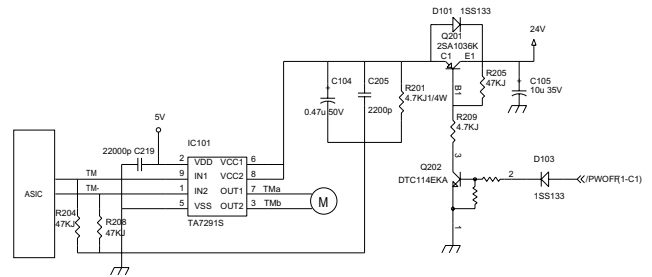 D101 1SS133
24V
Q201
2SA1036K
C1 E1
R205
47KJ
C105
10u 35V
B1
C104
0.47u 50V
C205
2200p
R201
4.7KJ1/4W
R209
4.7KJ
5V
22000p C219
IC101
2 VDD VCC1 6
9 IN1 VCC2 8
1 IN2 OUT1 7 TMa
5 VSS OUT2 3 TMb
TA7291S
M
ASIC
TM
TM-
R204
47KJ
R208
47KJ
3
Q202
DTC114EKA
2
D103
1SS133
/PWOFF(1-C1)
1